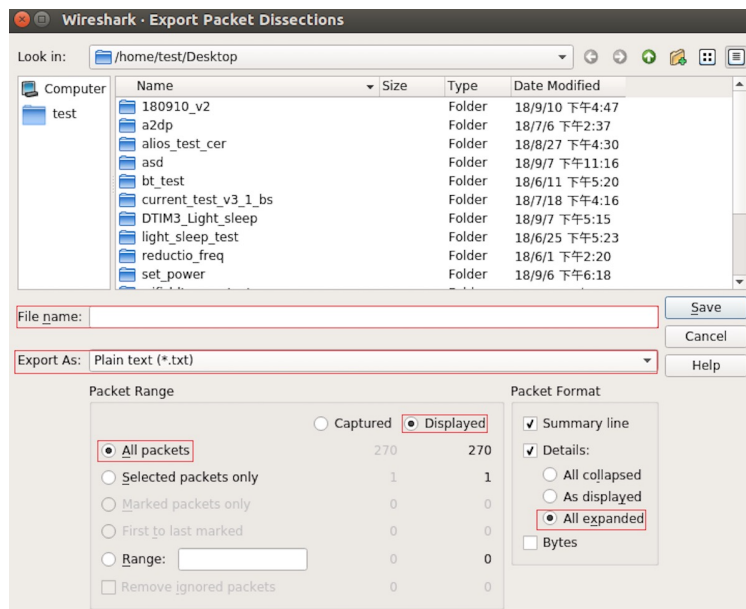 Wireshark · Export Packet Dissections
Look in: /home/test/Desktop
Computer
test
Name Size Type Date Modified
180910_v2 Folder 18/9/10 下午4:47
a2dp Folder 18/7/6 下午2:37
alios_test_cer Folder 18/8/27 下午4:30
asd Folder 18/9/7 下午11:16
bt_test Folder 18/6/11 下午5:20
current_test_v3_1_bs Folder 18/7/18 下午4:16
DTIM3_Light_sleep Folder 18/9/7 下午5:15
light_sleep_test Folder 18/6/25 下午5:23
reductio_freq Folder 18/6/1 下午2:20
set_power Folder 18/9/6 下午6:18
File name: Save
Cancel
Export As: Plain text (*.txt) Help
Packet Range
Captured Displayed
All packets 270 270
Selected packets only 1 1
Marked packets only 0 0
First to last marked 0 0
Range: 0 0
Remove ignored packets 0 0
Packet Format
Summary line
Details:
All collapsed
As displayed
All expanded
Bytes